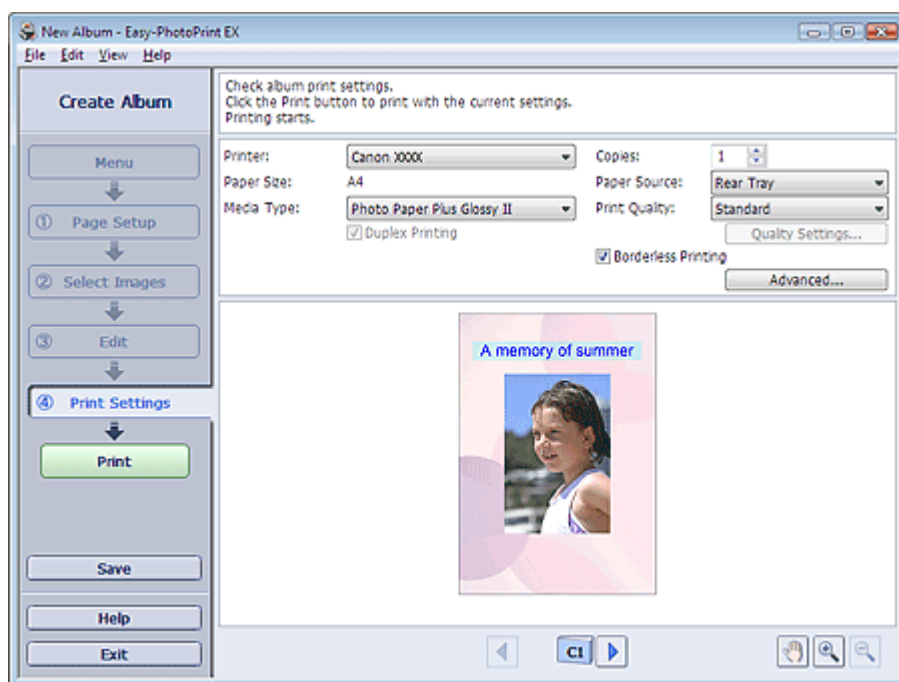 New Album - Easy-PhotoPrint EX
File Edit View Help
Create Album
Menu
① Page Setup
② Select Images
③ Edit
④ Print Settings
Print
Save
Help
Exit
Check album print settings.
Click the Print button to print with the current settings.
Printing starts.
Printer: Canon XXXX Copies: 1
Paper Size: A4 Paper Source: Rear Tray
Media Type: Photo Paper Plus Glossy II Print Quality: Standard
Duplex Printing Quality Settings...
Borderless Printing
Advanced...
A memory of summer
C1